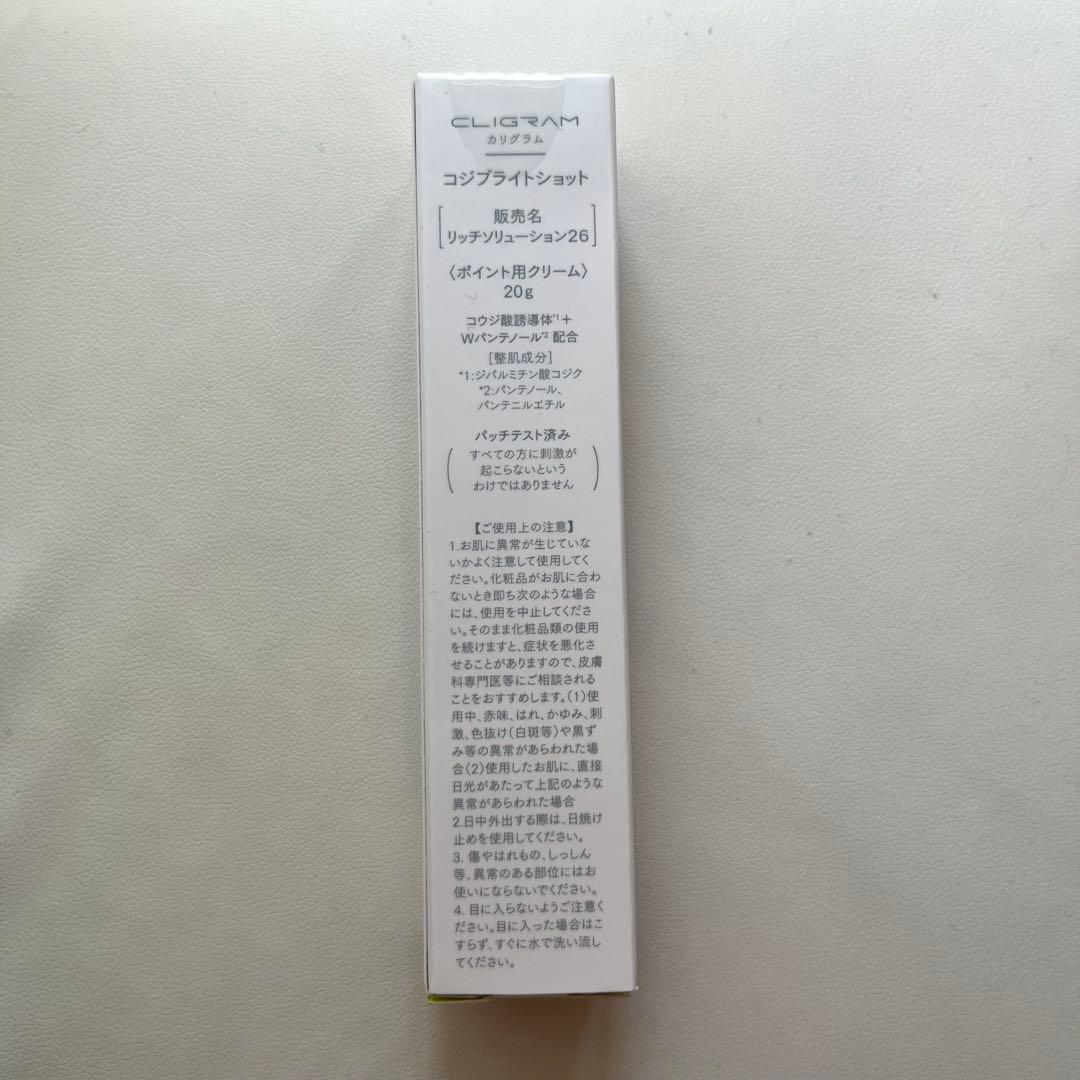 CLIGRAM
カリグラム
コジブライトショット
販売名
リッチソリューション26
〈ポイント用クリーム〉
20g
コウジ酸誘導体*1+
Wパンテノール*2 配合
[整肌成分]
*1:ジパルミチン酸コジク
*2:パンテノール、
パンテニルエチル
パッチテスト済み
すべての方に刺激が
起こらないという
わけではありません
【ご使用上の注意】
1.お肌に異常が生じていな
いかよく注意して使用してく
ださい。化粧品がお肌に合わ
ないとき即ち次のような場合
には、使用を中止してくださ
い。そのまま化粧品類の使用
を続けますと、症状を悪化さ
せることがありますので、皮膚
科専門医等にご相談される
ことをおすすめします。(1)使
用中、赤味、はれ、かゆみ、刺
激、色抜け(白斑等)や黒ず
み等の異常があらわれた場
合(2)使用したお肌に、直接
日光があたって上記のような
異常があらわれた場合
2.日中外出する際は、日焼け
止めを使用してください。
3. 傷やはれもの、しっしん
等、異常のある部位にはお
使いにならないでください。
4. 目に入らないようご注意く
ださい。目に入った場合はこ
すらず、すぐに水で洗い流し
てください。